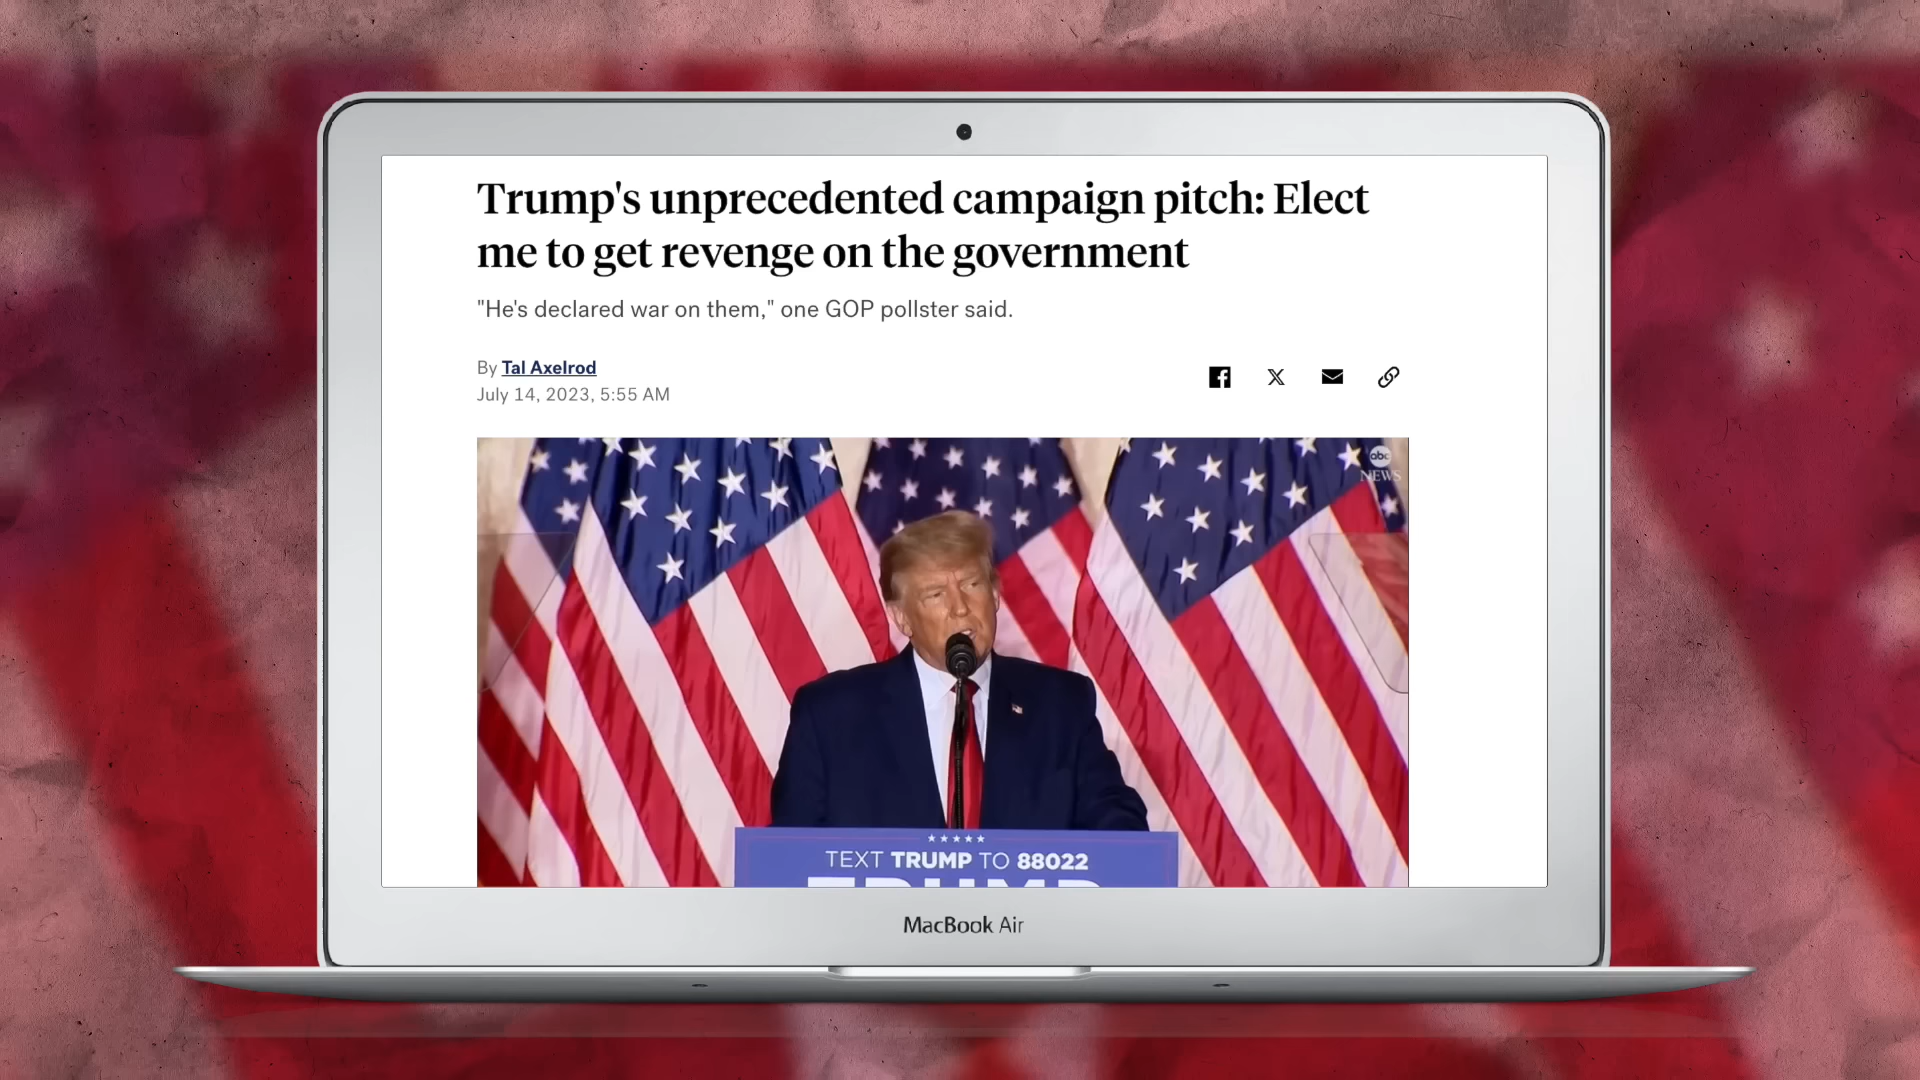 Trump's unprecedented campaign pitch: Elect
me to get revenge on the government
"He's declared war on them," one GOP pollster said.
By Tal Axelrod
July 14, 2023, 5:55 AM
abc
NEWS
TEXT TRUMP TO 88022
TRUMP
MacBook Air